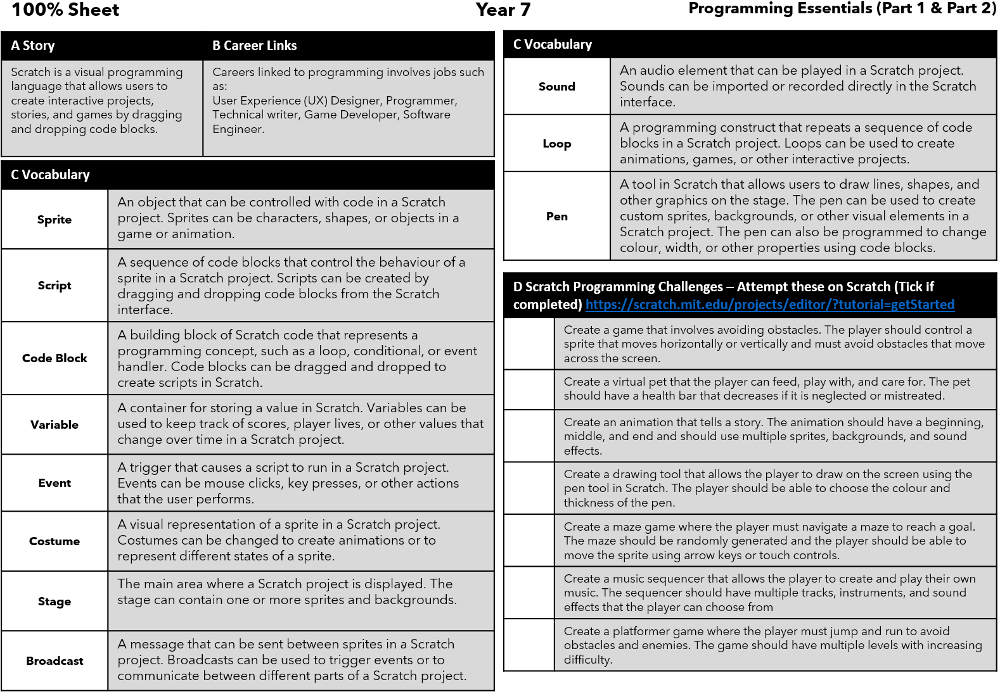 100% Sheet
Year 7
Programming Essentials (Part 1 & Part 2)
A Story
B Career Links
Scratch is a visual programming
language that allows users to
create interactive projects,
stories, and games by dragging
and dropping code blocks.
Careers linked to programming involves jobs such
as:
User Experience (UX) Designer, Programmer,
Technical writer, Game Developer, Software
Engineer.
C Vocabulary
Sprite
An object that can be controlled with code in a Scratch
project. Sprites can be characters, shapes, or objects in a
game or animation.
Script
A sequence of code blocks that control the behaviour of a
sprite in a Scratch project. Scripts can be created by
dragging and dropping code blocks from the Scratch
interface.
Code Block
A building block of Scratch code that represents a
programming concept, such as a loop, conditional, or event
handler. Code blocks can be dragged and dropped to
create scripts in Scratch.
Variable
A container for storing a value in Scratch. Variables can be
used to keep track of scores, player lives, or other values that
change over time in a Scratch project.
Event
A trigger that causes a script to run in a Scratch project.
Events can be mouse clicks, key presses, or other actions
that the user performs.
Costume
A visual representation of a sprite in a Scratch project.
Costumes can be changed to create animations or to
represent different states of a sprite.
Stage
The main area where a Scratch project is displayed. The
stage can contain one or more sprites and backgrounds.
Broadcast
A message that can be sent between sprites in a Scratch
project. Broadcasts can be used to trigger events or to
communicate between different parts of a Scratch project.
C Vocabulary
Sound
An audio element that can be played in a Scratch project.
Sounds can be imported or recorded directly in the Scratch
interface.
Loop
A programming construct that repeats a sequence of code
blocks in a Scratch project. Loops can be used to create
animations, games, or other interactive projects.
Pen
A tool in Scratch that allows users to draw lines, shapes, and
other graphics on the stage. The pen can be used to create
custom sprites, backgrounds, or other visual elements in a
Scratch project. The pen can also be programmed to change
colour, width, or other properties using code blocks.
D Scratch Programming Challenges – Attempt these on Scratch (Tick if
completed) https://scratch.mit.edu/projects/editor/?tutorial=getStarted
Create a game that involves avoiding obstacles. The player should control a
sprite that moves horizontally or vertically and must avoid obstacles that move
across the screen.
Create a virtual pet that the player can feed, play with, and care for. The pet
should have a health bar that decreases if it is neglected or mistreated.
Create an animation that tells a story. The animation should have a beginning,
middle, and end and should use multiple sprites, backgrounds, and sound
effects.
Create a drawing tool that allows the player to draw on the screen using the
pen tool in Scratch. The player should be able to choose the colour and
thickness of the pen.
Create a maze game where the player must navigate a maze to reach a goal.
The maze should be randomly generated and the player should be able to
move the sprite using arrow keys or touch controls.
Create a music sequencer that allows the player to create and play their own
music. The sequencer should have multiple tracks, instruments, and sound
effects that the player can choose from
Create a platformer game where the player must jump and run to avoid
obstacles and enemies. The game should have multiple levels with increasing
difficulty.